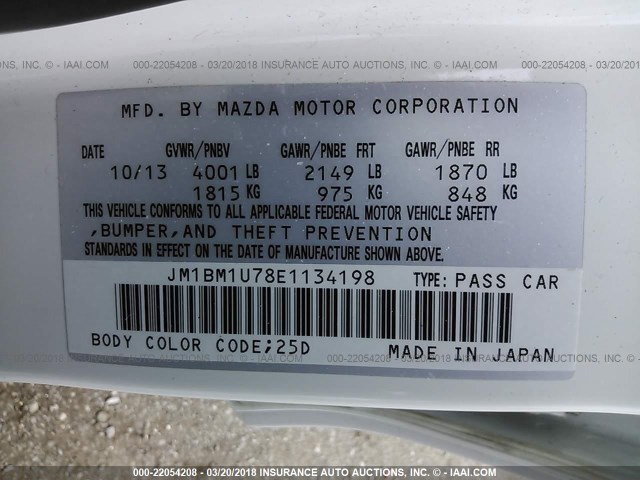 000-22054208 - 03/20/2018 INSURANCE AUTO AUCTIONS, INC. - © IAAI.COM
MFD. BY MAZDA MOTOR CORPORATION
DATE GVWR/PNBV GAWR/PNBE FRT GAWR/PNBE RR
10/13 4001 LB 2149 LB 1870 LB
1815 KG 975 KG 848 KG
THIS VEHICLE CONFORMS TO ALL APPLICABLE FEDERAL MOTOR VEHICLE SAFETY
,BUMPER,AND THEFT PREVENTION
STANDARDS IN EFFECT ON THE DATE OF MANUFACTURE SHOWN ABOVE.
JM1BM1U78E1134198 TYPE: PASS CAR
BODY COLOR CODE;25D MADE IN JAPAN
000-22054208 - 03/20/2018 INSURANCE AUTO AUCTIONS, INC. - © IAAI.COM
000-22054208 - 03/20/2018 INSURANCE AUTO AUCTIONS, INC. - © IAAI.COM